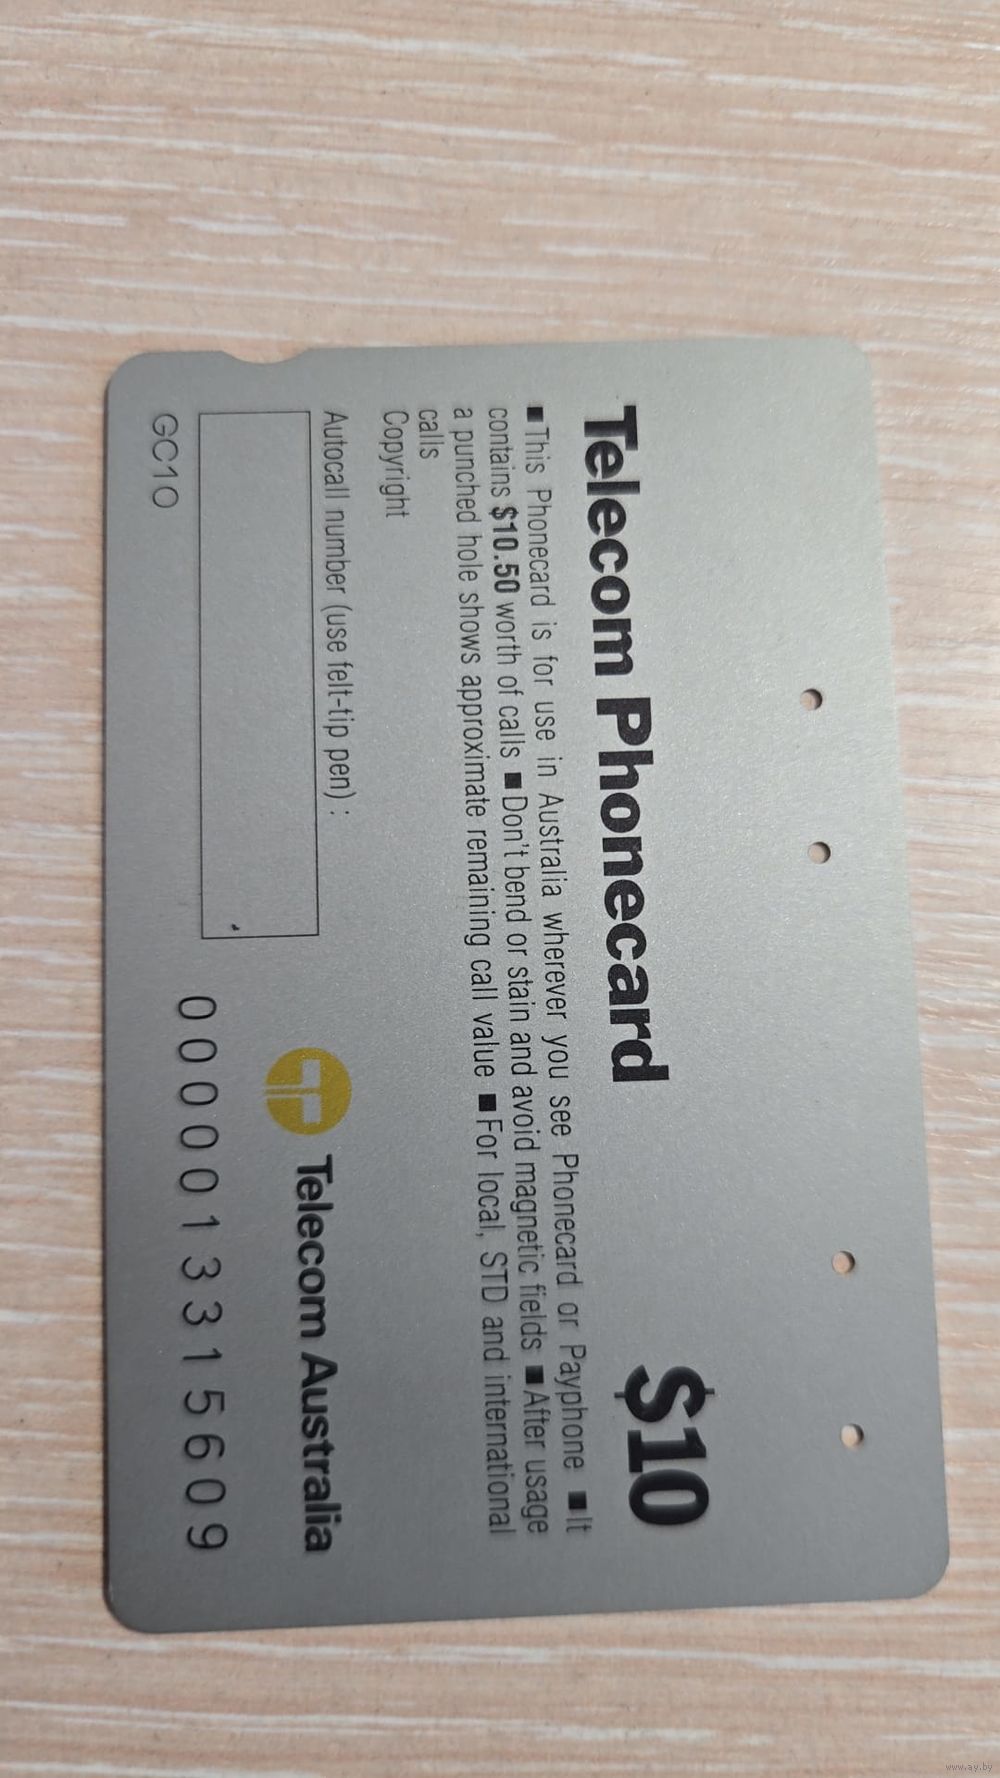 Telecom Phonecard $10
■ This Phonecard is for use in Australia wherever you see Phonecard or Payphone ■ It
contains $10.50 worth of calls ■ Don't bend or stain and avoid magnetic fields ■ After usage
a punched hole shows approximate remaining call value ■ For local, STD and international
calls
Copyright
Autocall number (use felt-tip pen) :
Telecom Australia
GC10
0000013315609
www.ay.by